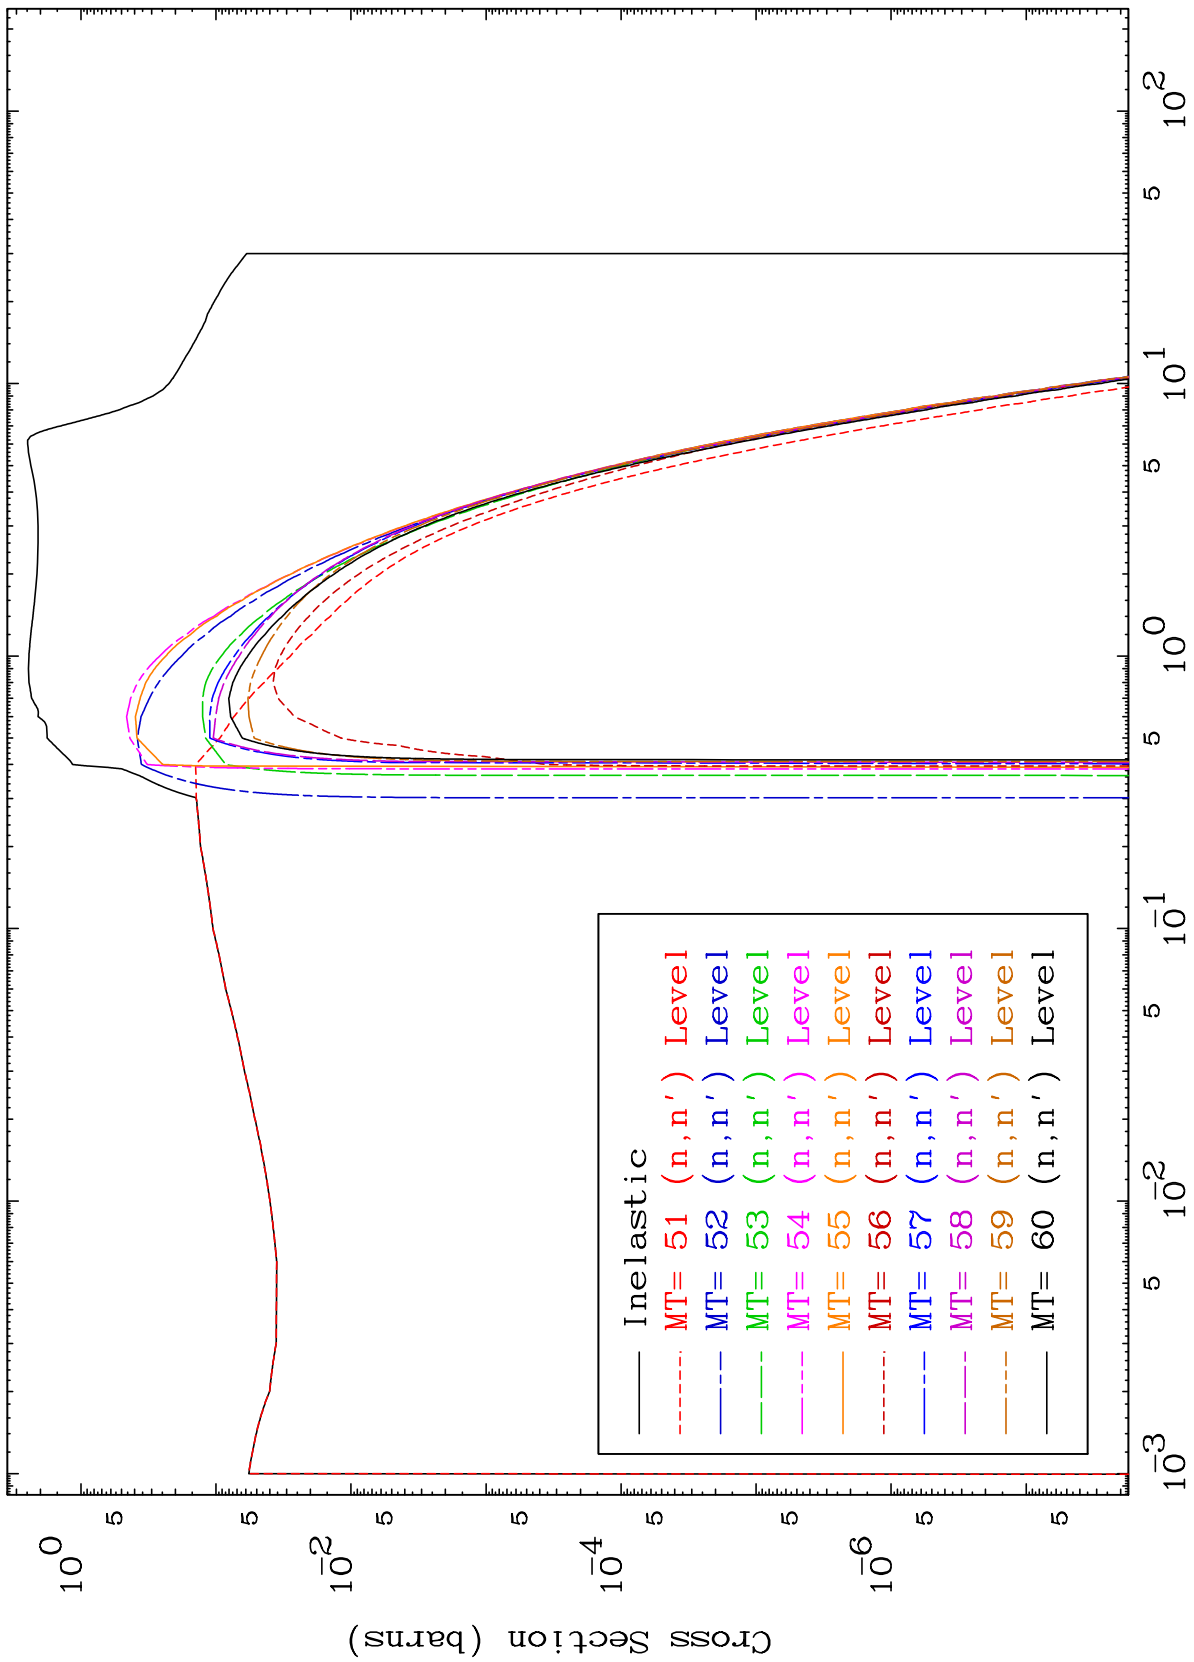 Cross Section (barns)
10^0
5
5
10^-2
5
5
10^-4
5
5
10^-6
5
5
Inelastic
MT= 51 (n,n') Level
MT= 52 (n,n') Level
MT= 53 (n,n') Level
MT= 54 (n,n') Level
MT= 55 (n,n') Level
MT= 56 (n,n') Level
MT= 57 (n,n') Level
MT= 58 (n,n') Level
MT= 59 (n,n') Level
MT= 60 (n,n') Level
10^-3 5 10^-2 5 10^-1 5 10^0 5 10^1 5 10^2